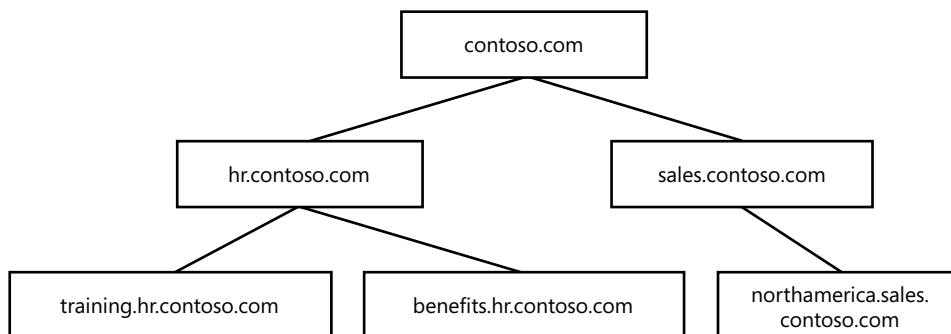 contoso.com
hr.contoso.com
sales.contoso.com
training.hr.contoso.com
benefits.hr.contoso.com
northamerica.sales.
contoso.com